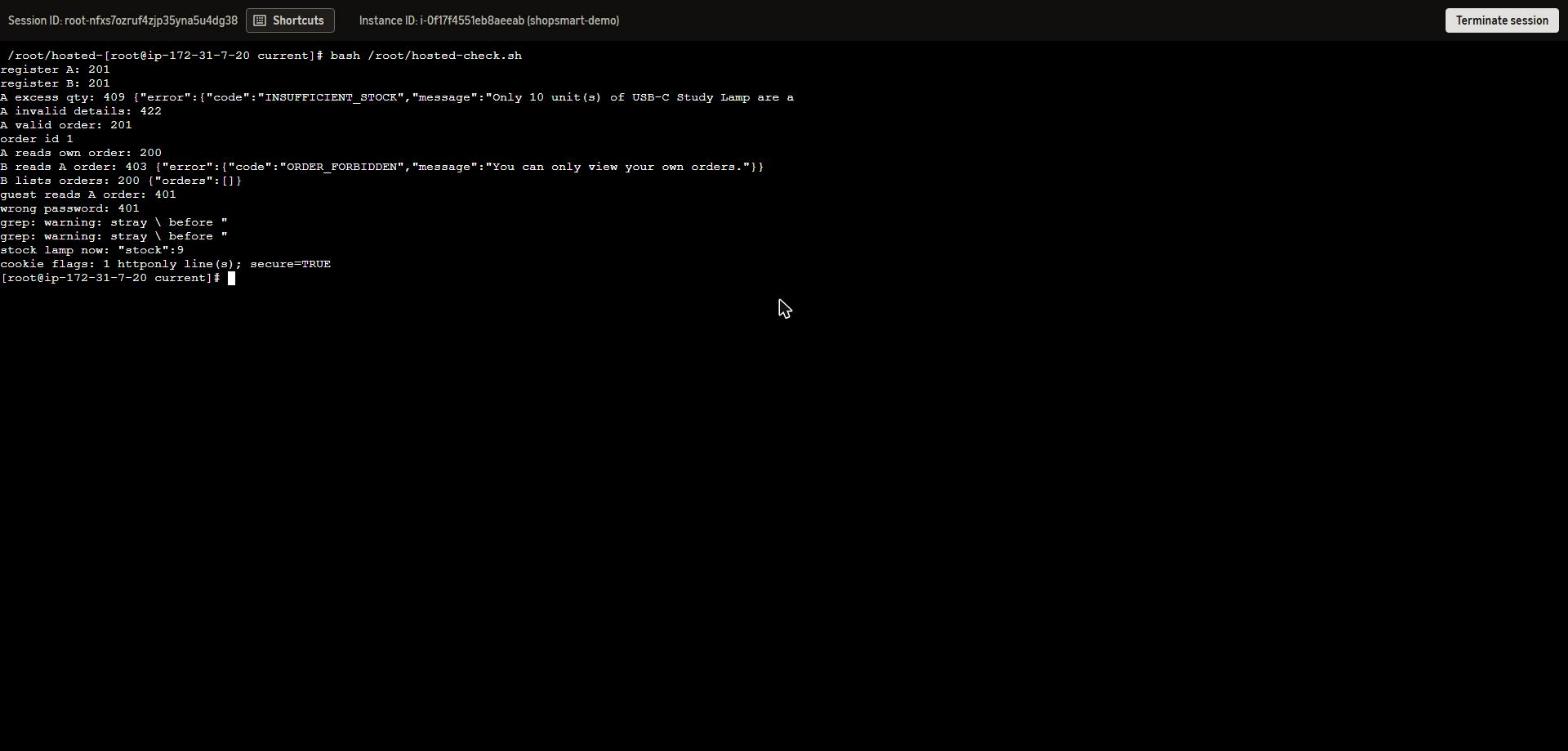 Session ID: root-nfxs7ozruf4zjp35yna5u4dg38 Shortcuts Instance ID: i-0f17f4551eb8aeeab (shopsmart-demo) Terminate session
/root/hosted-[root@ip-172-31-7-20 current]# bash /root/hosted-check.sh
register A: 201
register B: 201
A excess qty: 409 {"error":{"code":"INSUFFICIENT_STOCK","message":"Only 10 unit(s) of USB-C Study Lamp are a
A invalid details: 422
A valid order: 201
order id 1
A reads own order: 200
B reads A order: 403 {"error":{"code":"ORDER_FORBIDDEN","message":"You can only view your own orders."}}
B lists orders: 200 {"orders":[]}
guest reads A order: 401
wrong password: 401
grep: warning: stray \ before "
grep: warning: stray \ before "
stock lamp now: "stock":9
cookie flags: 1 httponly line(s); secure=TRUE
[root@ip-172-31-7-20 current]#